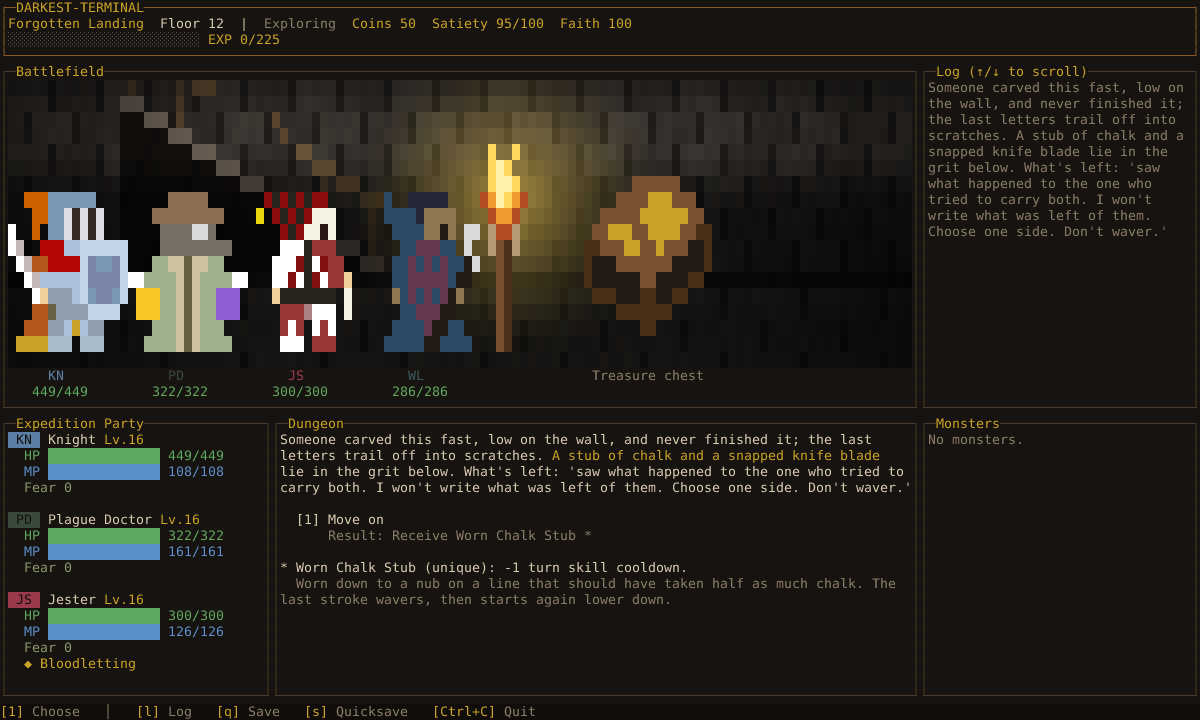 DARKEST-TERMINAL
Forgotten Landing  Floor 12  |  Exploring  Coins 50  Satiety 95/100  Faith 100
EXP 0/225
Battlefield
KN PD JS WL Treasure chest
449/449 322/322 300/300 286/286
Log (↑/↓ to scroll)
Someone carved this fast, low on
the wall, and never finished it;
the last letters trail off into
scratches. A stub of chalk and a
snapped knife blade lie in the
grit below. What's left: 'saw
what happened to the one who
tried to carry both. I won't
write what was left of them.
Choose one side. Don't waver.'
Expedition Party
KN Knight Lv.16
HP 449/449
MP 108/108
Fear 0
PD Plague Doctor Lv.16
HP 322/322
MP 161/161
Fear 0
JS Jester Lv.16
HP 300/300
MP 126/126
Fear 0
◆ Bloodletting
Dungeon
Someone carved this fast, low on the wall, and never finished it; the last
letters trail off into scratches. A stub of chalk and a snapped knife blade
lie in the grit below. What's left: 'saw what happened to the one who tried to
carry both. I won't write what was left of them. Choose one side. Don't waver.'
[1] Move on
Result: Receive Worn Chalk Stub *
* Worn Chalk Stub (unique): -1 turn skill cooldown.
Worn down to a nub on a line that should have taken half as much chalk. The
last stroke wavers, then starts again lower down.
Monsters
No monsters.
[1] Choose  │  [l] Log  [q] Save  [s] Quicksave  [Ctrl+C] Quit